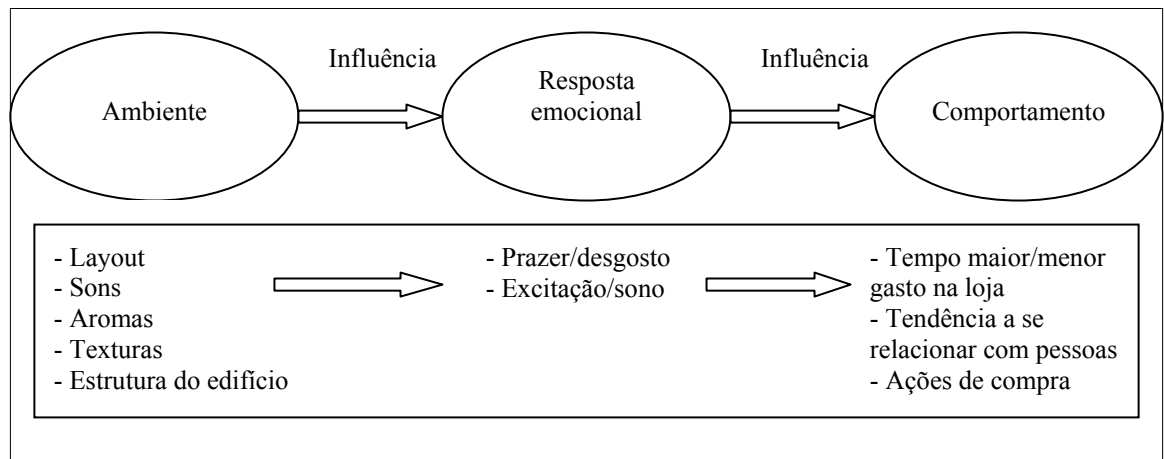 Ambiente
Influência
Resposta
emocional
Influência
Comportamento
- Layout
- Sons
- Aromas
- Texturas
- Estrutura do edifício
- Prazer/desgosto
- Excitação/sono
- Tempo maior/menor
gasto na loja
- Tendência a se
relacionar com pessoas
- Ações de compra